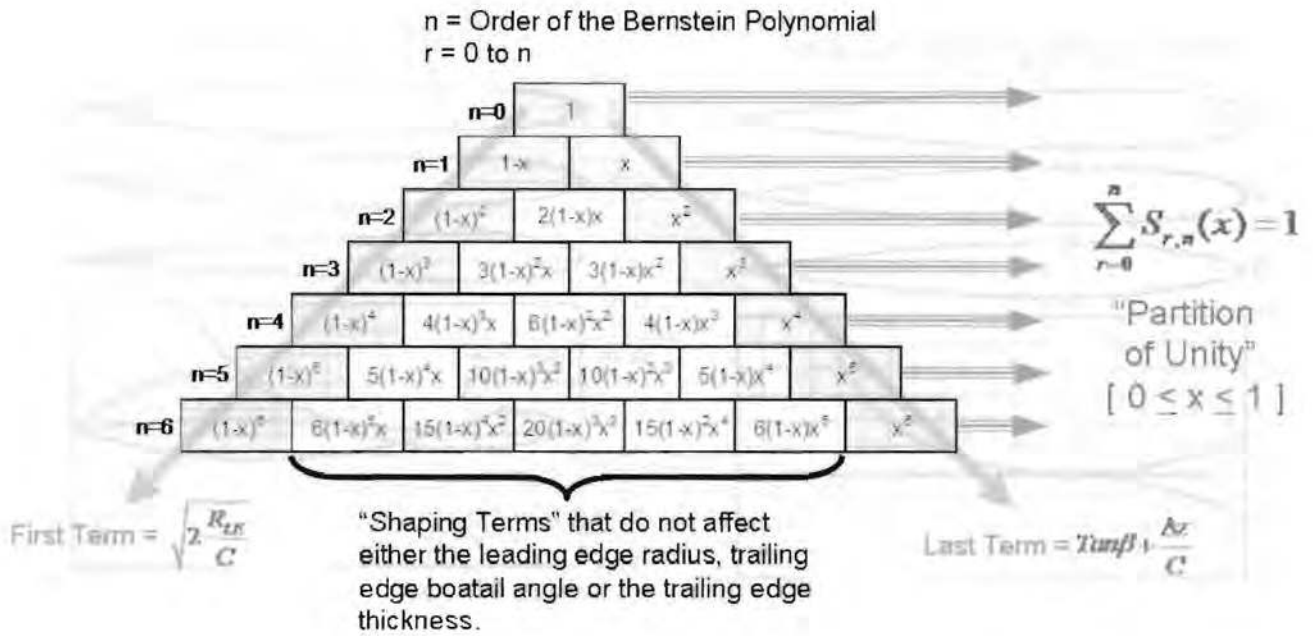 n = Order of the Bernstein Polynomial
r = 0 to n
n=0 1
n=1 1-x x
n=2 (1-x)² 2(1-x)x x²
n=3 (1-x)³ 3(1-x)²x 3(1-x)x² x³
n=4 (1-x)⁴ 4(1-x)³x 6(1-x)²x² 4(1-x)x³ x⁴
n=5 (1-x)⁵ 5(1-x)⁴x 10(1-x)³x² 10(1-x)²x³ 5(1-x)x⁴ x⁵
n=6 (1-x)⁶ 6(1-x)⁵x 15(1-x)⁴x² 20(1-x)³x³ 15(1-x)²x⁴ 6(1-x)x⁵ x⁶
n
∑ S_{r,n}(x) = 1
r=0
"Partition
of Unity"
[ 0 ≤ x ≤ 1 ]
First Term = √(2 R_{LE}/C)
"Shaping Terms" that do not affect
either the leading edge radius, trailing
edge boatail angle or the trailing edge
thickness.
Last Term = Tanβ + Δz/C